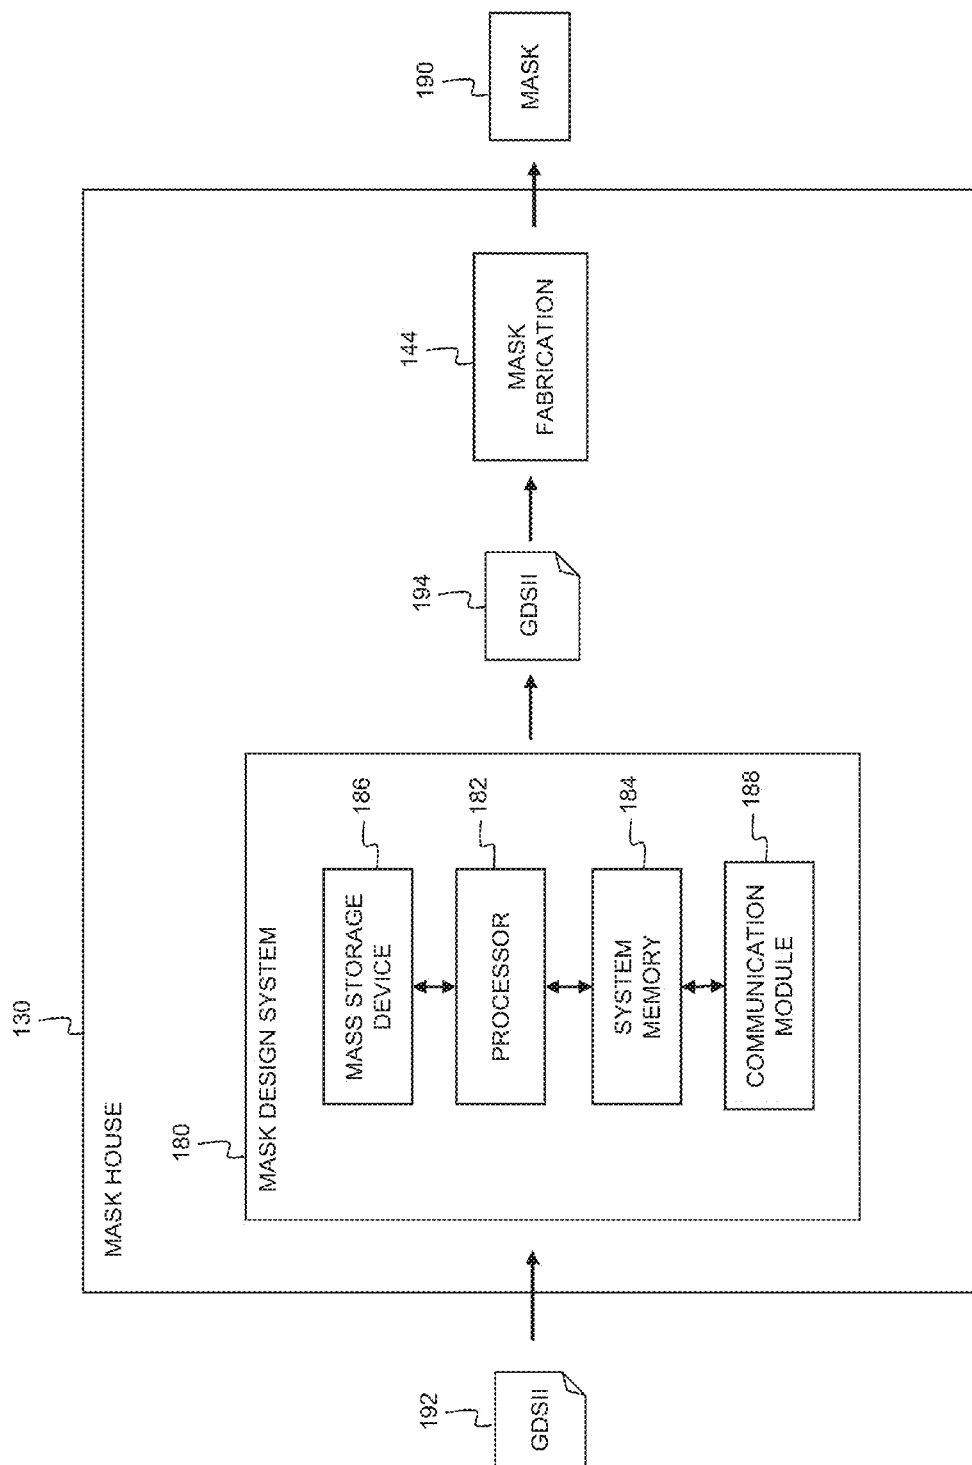 130
MASK HOUSE
180
MASK DESIGN SYSTEM
MASS STORAGE
DEVICE
186
PROCESSOR
182
SYSTEM
MEMORY
184
COMMUNICATION
MODULE
188
192
GDSII
194
GDSII
144
MASK
FABRICATION
190
MASK